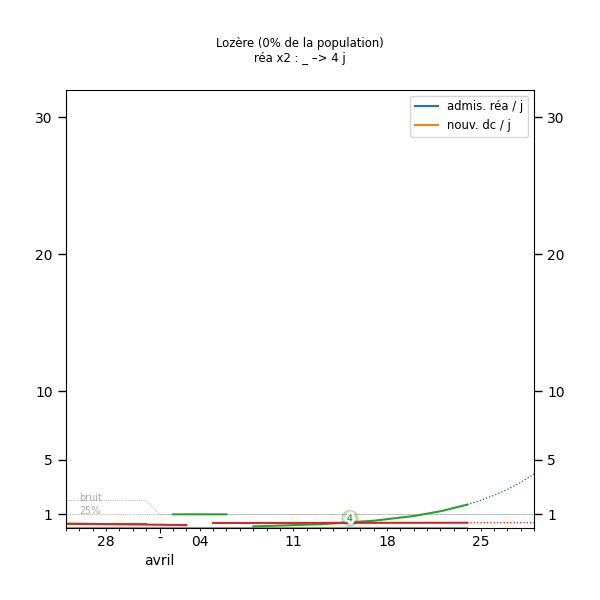 Lozère (0% de la population)
réa x2 : _ –> 4 j
admis. réa / j
nouv. dc / j
30 30
20 20
10 10
5 5
bruit
25%
1 1
4
28 - 04 11 18 25
avril